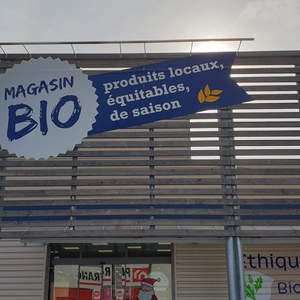 MAGASIN
BIO
produits locaux,
équitables,
de saison
Ethiqu
Bio